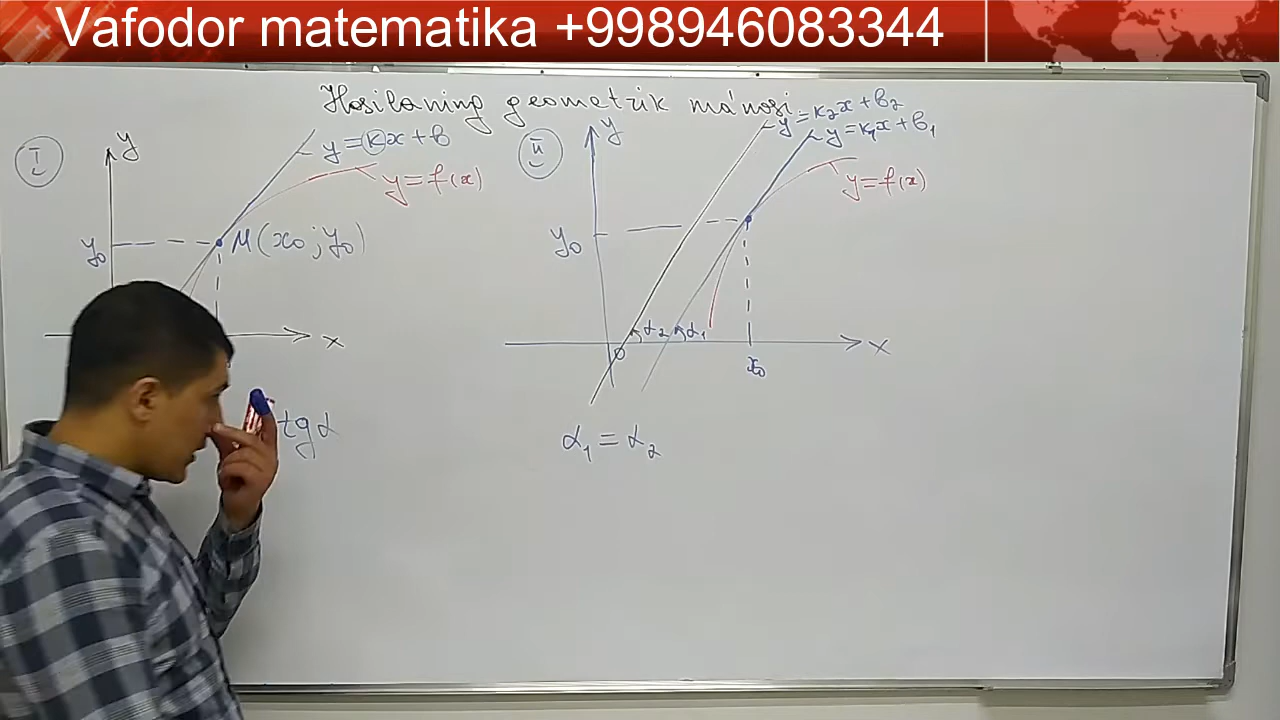 Vafodor matematika +998946083344
Hosilaning geometrik ma'nosi.
I
y
y=kx+b
y=f(x)
y₀
M(x₀;y₀)
x
tgα
II
y
y=k₂x+b₂
y=k₁x+b₁
y=f(x)
y₀
α₂
α₁
0
x₀
x
α₁=α₂